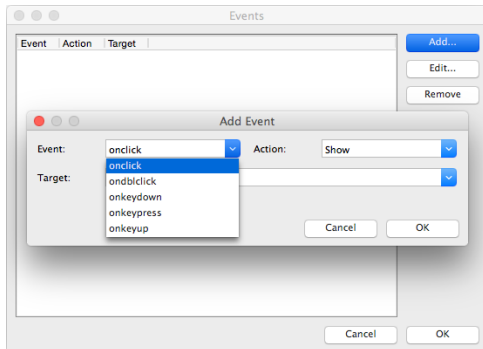 Events
Event Action Target
Add...
Edit...
Remove
Add Event
Event: onclick Action: Show
onclick
Target:
ondblclick
onkeydown
onkeypress
onkeyup
Cancel OK
Cancel OK